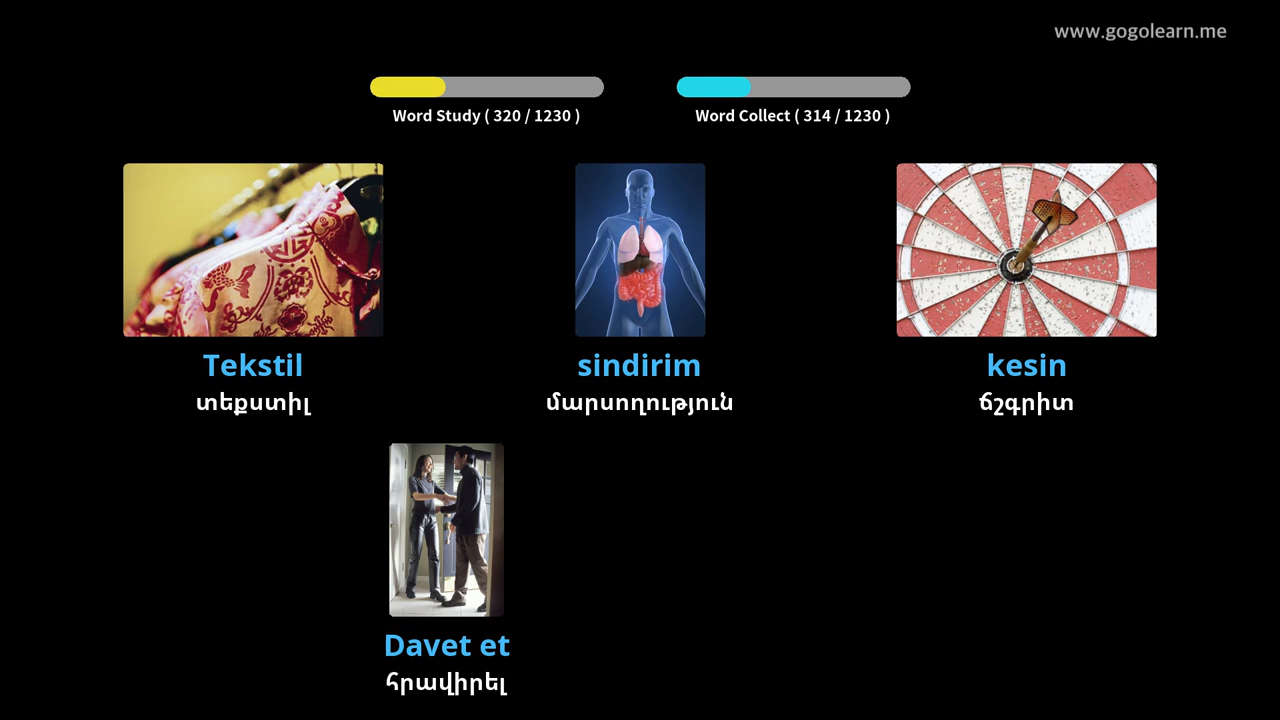 www.gogolearn.me
Word Study ( 320 / 1230 )
Word Collect ( 314 / 1230 )
Tekstil
տեքստիլ
sindirim
մարսողություն
kesin
ճշգրիտ
Davet et
հրավիրել